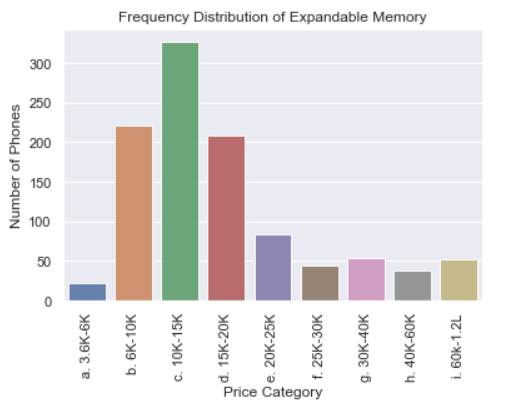 Frequency Distribution of Expandable Memory
Number of Phones
300
250
200
150
100
50
0
a. 3.6K-6K
b. 6K-10K
c. 10K-15K
d. 15K-20K
e. 20K-25K
f. 25K-30K
g. 30K-40K
h. 40K-60K
i. 60k-1.2L
Price Category